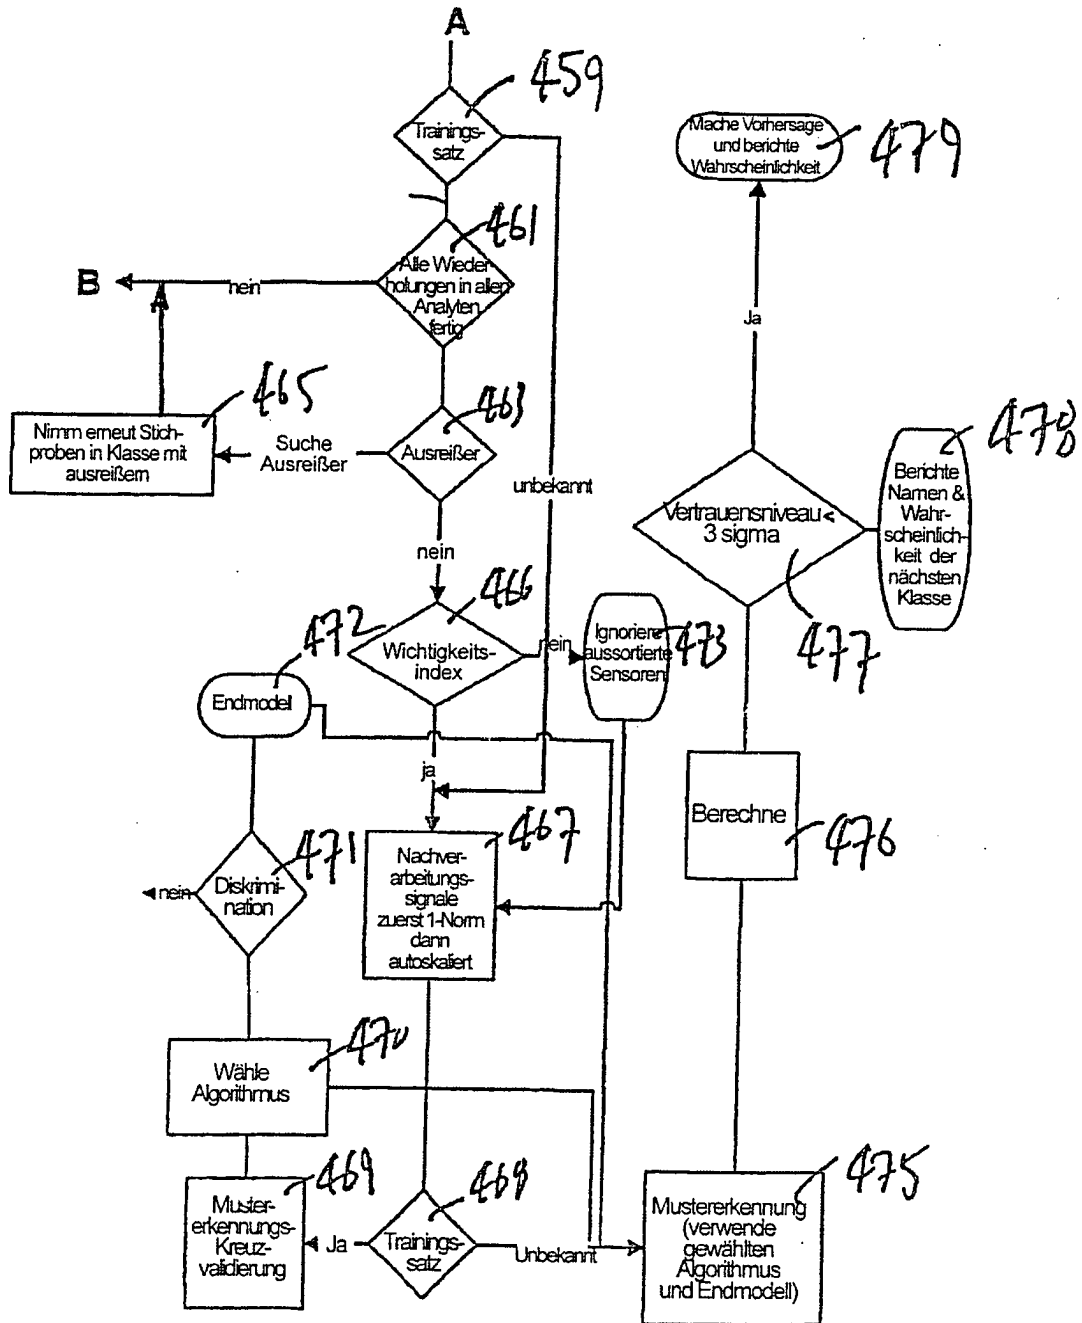 A
459
Trainings-
satz
461
Alle Wieder
holungen in allen
Analyten
fertig
nein
B
465
Nimm erneut Stich-
proben in Klasse mit
ausreißern
Suche
Ausreißer
463
Ausreißer
unbekannt
nein
466
Wichtigkeits-
index
nein
Ignoriere
aussortierte
Sensoren
473
472
Endmodell
ja
467
Nachver-
arbeitungs-
signale
zuerst 1-Norm
dann
autoskaliert
471
Diskrimi-
nation
nein
470
Wähle
Algorithmus
469
Muster-
erkennungs-
Kreuz-
validierung
Ja
468
Trainings-
satz
Unbekannt
475
Mustererkennung
(verwende
gewählten
Algorithmus
und Endmodell)
Berechne
476
Vertrauensniveau <
3 sigma
477
478
Berichte
Namen &
Wahr-
scheinlich-
keit der
nächsten
Klasse
Ja
Mache Vorhersage
und berichte
Wahrscheinlichkeit
479